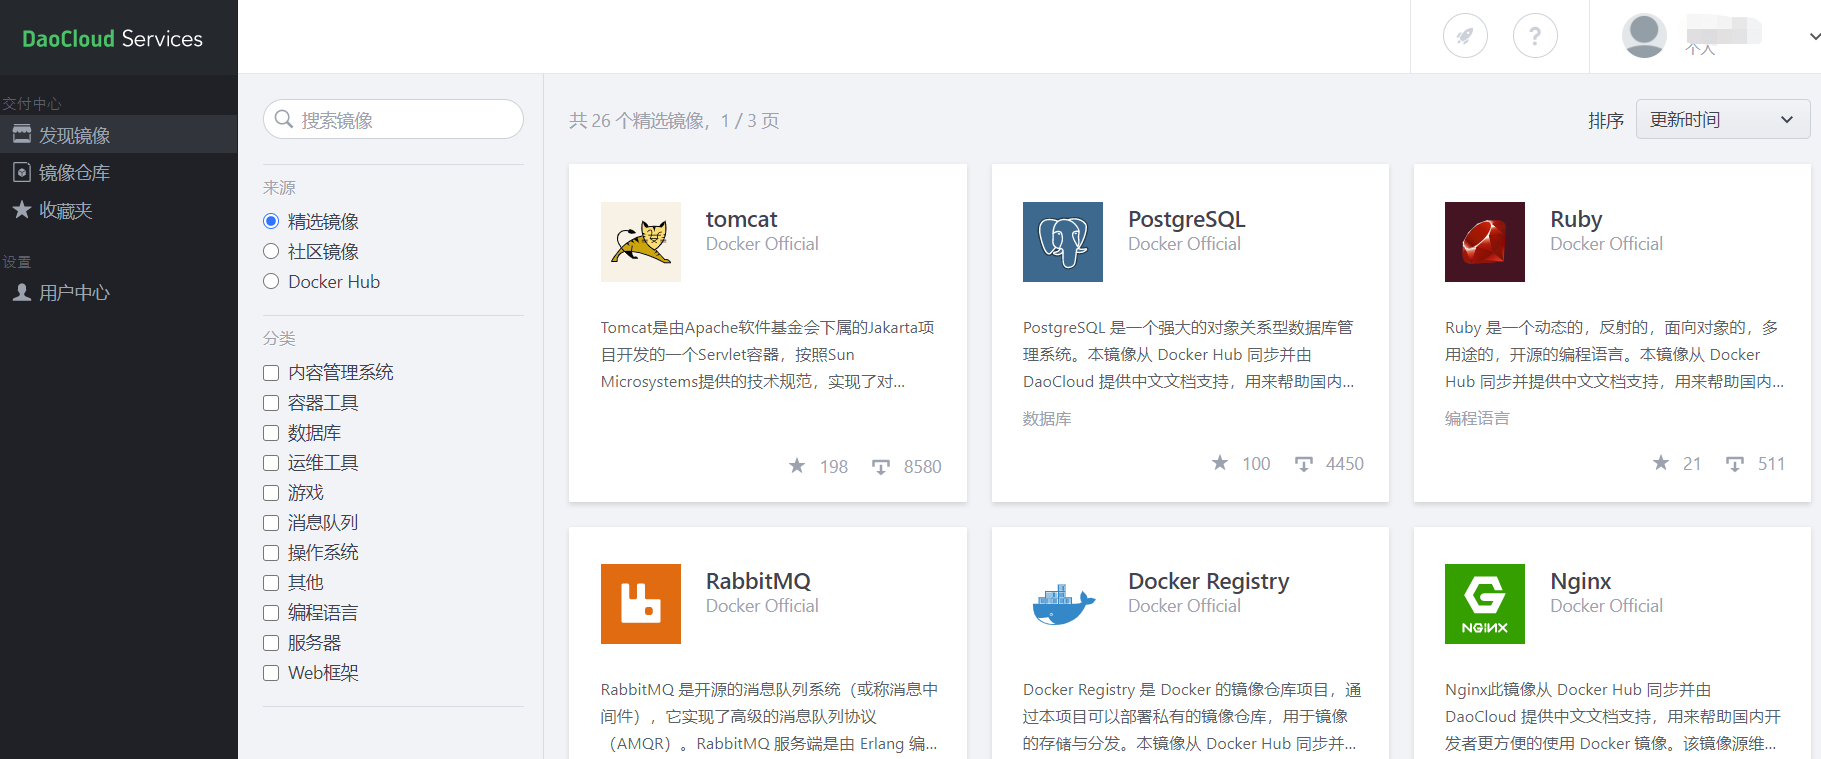 DaoCloud Services
个人
交付中心
发现镜像
镜像仓库
收藏夹
设置
用户中心
搜索镜像
来源
精选镜像
社区镜像
Docker Hub
分类
内容管理系统
容器工具
数据库
运维工具
游戏
消息队列
操作系统
其他
编程语言
服务器
Web框架
共 26 个精选镜像，1 / 3 页
排序
更新时间
tomcat
Docker Official
Tomcat是由Apache软件基金会下属的Jakarta项
目开发的一个Servlet容器，按照Sun
Microsystems提供的技术规范，实现了对...
198
8580
PostgreSQL
Docker Official
PostgreSQL 是一个强大的对象关系型数据库管
理系统。本镜像从 Docker Hub 同步并由
DaoCloud 提供中文文档支持，用来帮助国内...
数据库
100
4450
Ruby
Docker Official
Ruby 是一个动态的，反射的，面向对象的，多
用途的，开源的编程语言。本镜像从 Docker
Hub 同步并提供中文文档支持，用来帮助国内...
编程语言
21
511
RabbitMQ
Docker Official
RabbitMQ 是开源的消息队列系统（或称消息中
间件），它实现了高级的消息队列协议
（AMQR）。RabbitMQ 服务端是由 Erlang 编...
Docker Registry
Docker Official
Docker Registry 是 Docker 的镜像仓库项目，通
过本项目可以部署私有的镜像仓库，用于镜像
的存储与分发。本镜像从 Docker Hub 同步并...
NGINX
Nginx
Docker Official
Nginx此镜像从 Docker Hub 同步并由
DaoCloud 提供中文文档支持，用来帮助国内开
发者更方便的使用 Docker 镜像。该镜像源维...